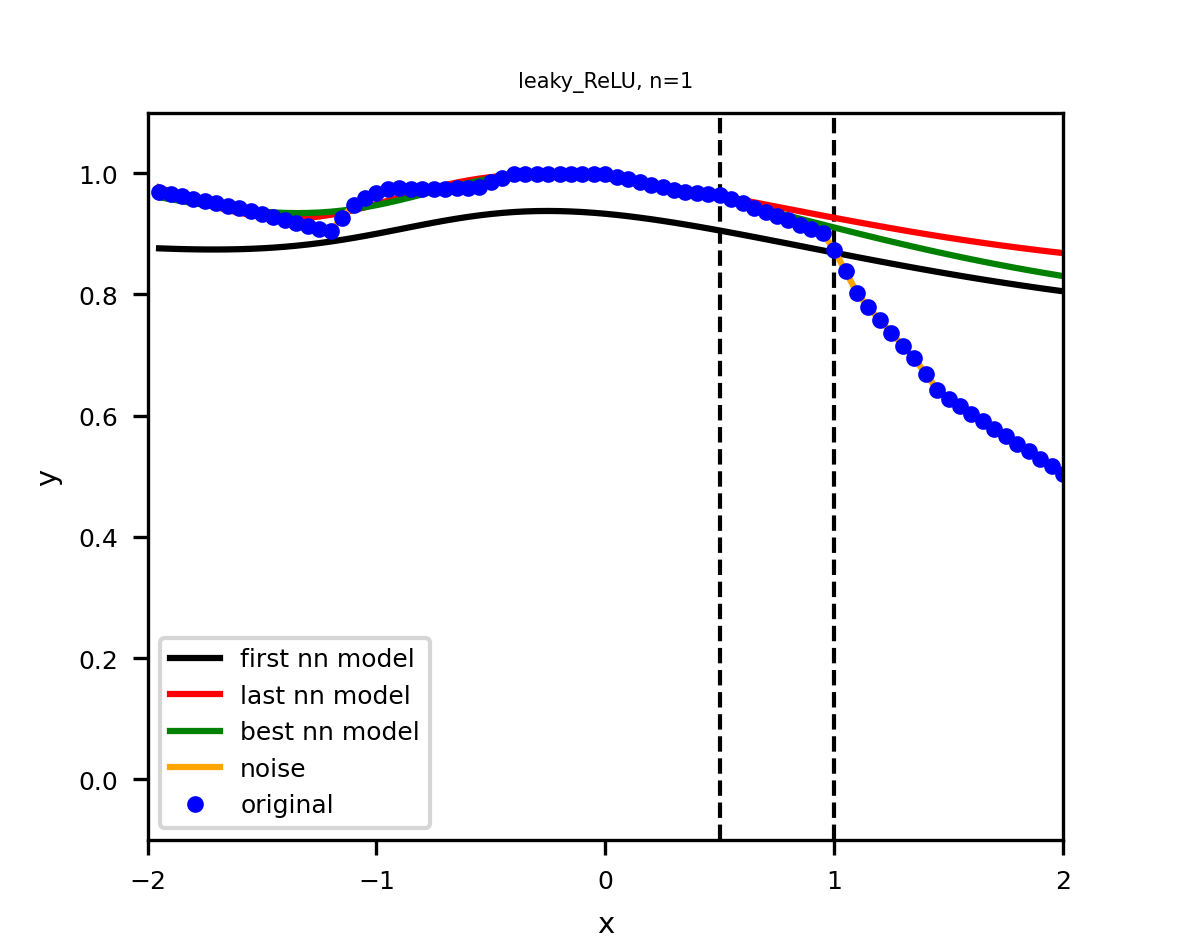 leaky_ReLU, n=1
1.0
0.8
0.6
0.4
0.2
0.0
y
first nn model
last nn model
best nn model
noise
original
−2 −1 0 1 2
x